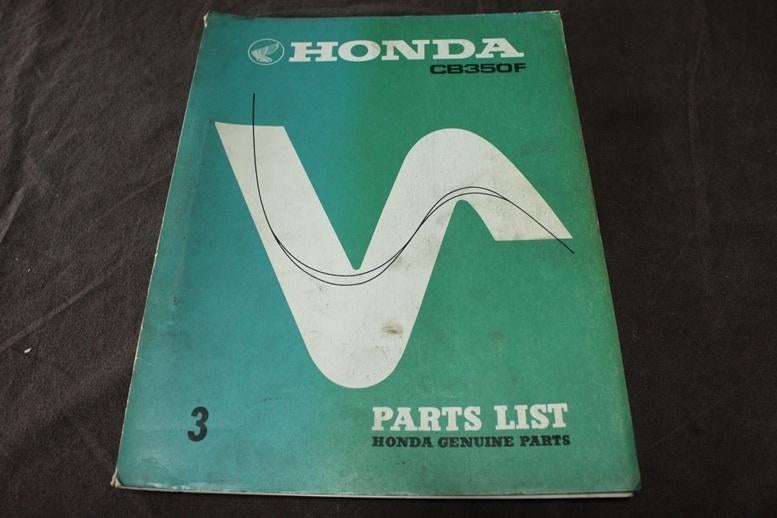 HONDA
CB350F
3
PARTS LIST
HONDA GENUINE PARTS